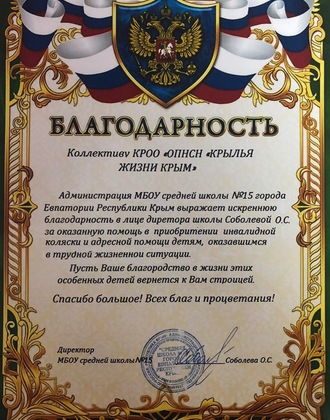 БЛАГОДАРНОСТЬ
Коллективу КРОО «ОПНСН «КРЫЛЬЯ
ЖИЗНИ КРЫМ»
Администрация МБОУ средней школы №15 города
Евпатории Республики Крым выражает искреннюю
благодарность в лице диретора школы Соболевой О.С.
за оказанную помощь в приобретении инвалидной
коляски и адресной помощи детям, оказавшимся
в трудной жизненной ситуации.
Пусть Ваше благородство в жизни этих
особенных детей вернется к Вам строицей.
Спасибо большое! Всех благ и процветания!
Директор
МБОУ средней школы №15 Соболева О.С.